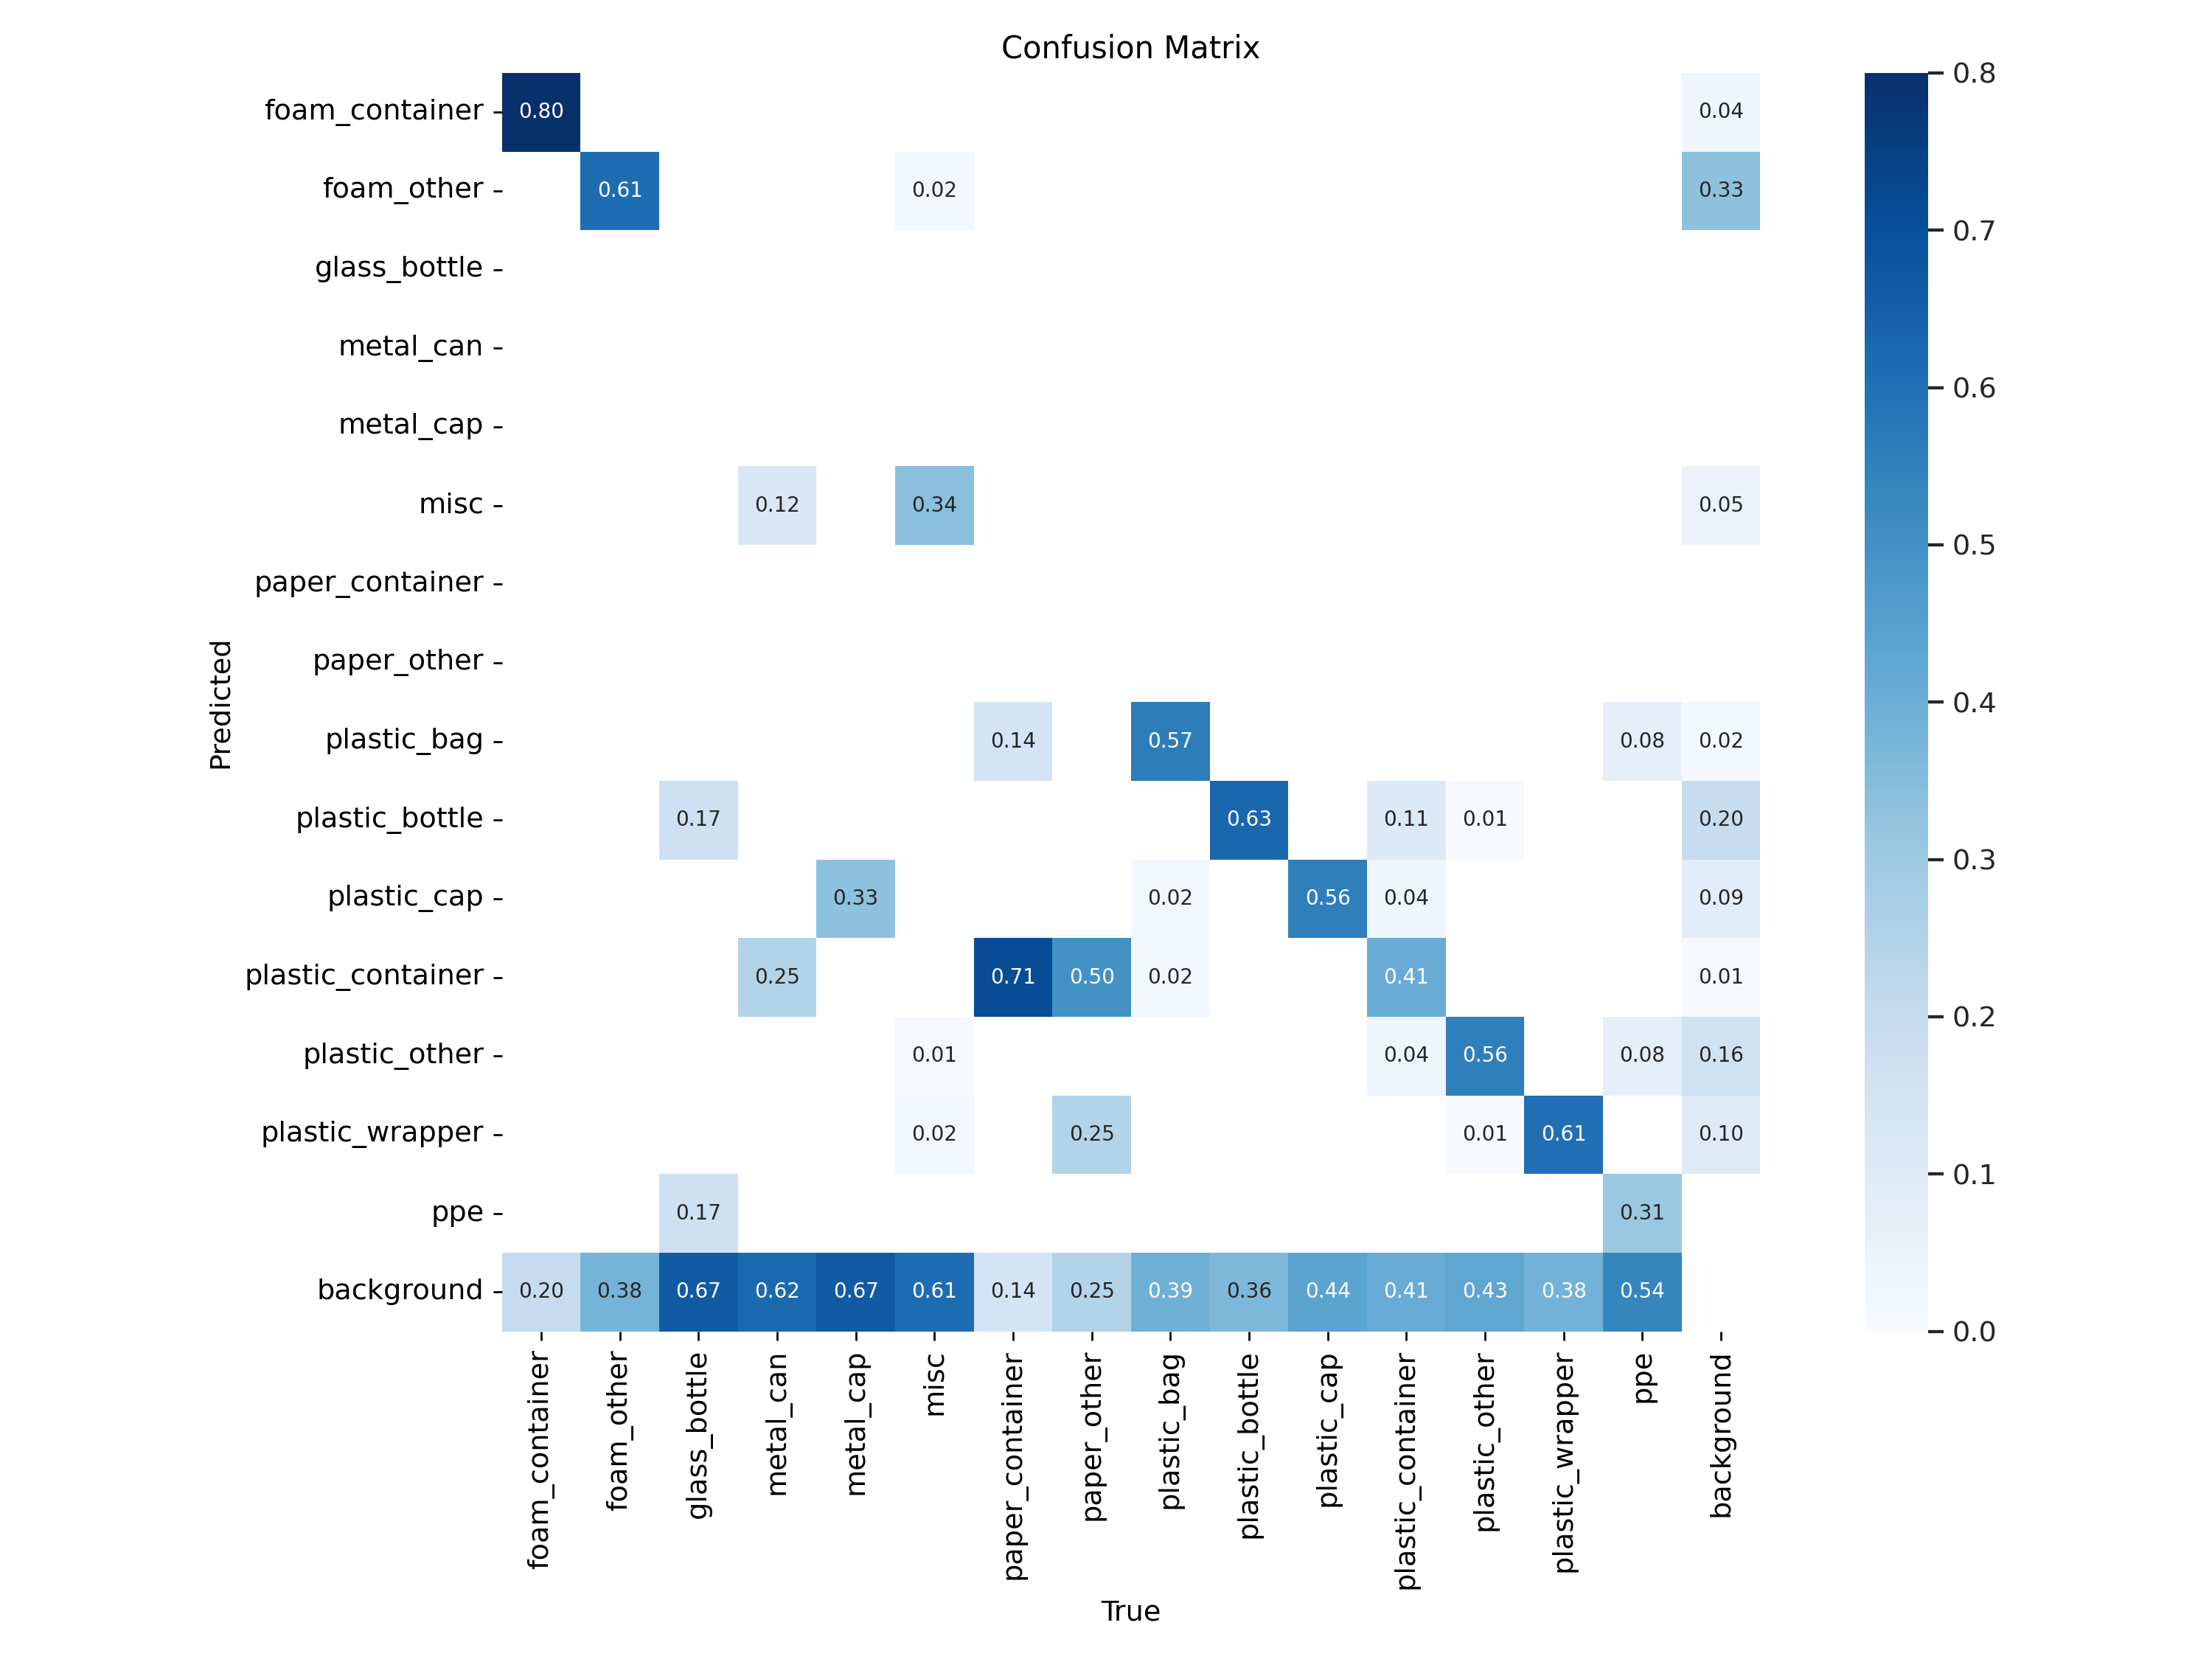 Confusion Matrix
foam_container 0.80 0.04 0.8
foam_other 0.61 0.02 0.33
0.7
glass_bottle
metal_can
0.6
metal_cap
misc 0.12 0.34 0.05
0.5
paper_container
paper_other
0.4
Predicted
plastic_bag 0.14 0.57 0.08 0.02
plastic_bottle 0.17 0.63 0.11 0.01 0.20
0.3
plastic_cap 0.33 0.02 0.56 0.04 0.09
plastic_container 0.25 0.71 0.50 0.02 0.41 0.01
0.2
plastic_other 0.01 0.04 0.56 0.08 0.16
plastic_wrapper 0.02 0.25 0.01 0.61 0.10
0.1
ppe 0.17 0.31
background 0.20 0.38 0.67 0.62 0.67 0.61 0.14 0.25 0.39 0.36 0.44 0.41 0.43 0.38 0.54
0.0
foam_container
foam_other
glass_bottle
metal_can
metal_cap
misc
paper_container
paper_other
plastic_bag
plastic_bottle
plastic_cap
plastic_container
plastic_other
plastic_wrapper
ppe
background
True